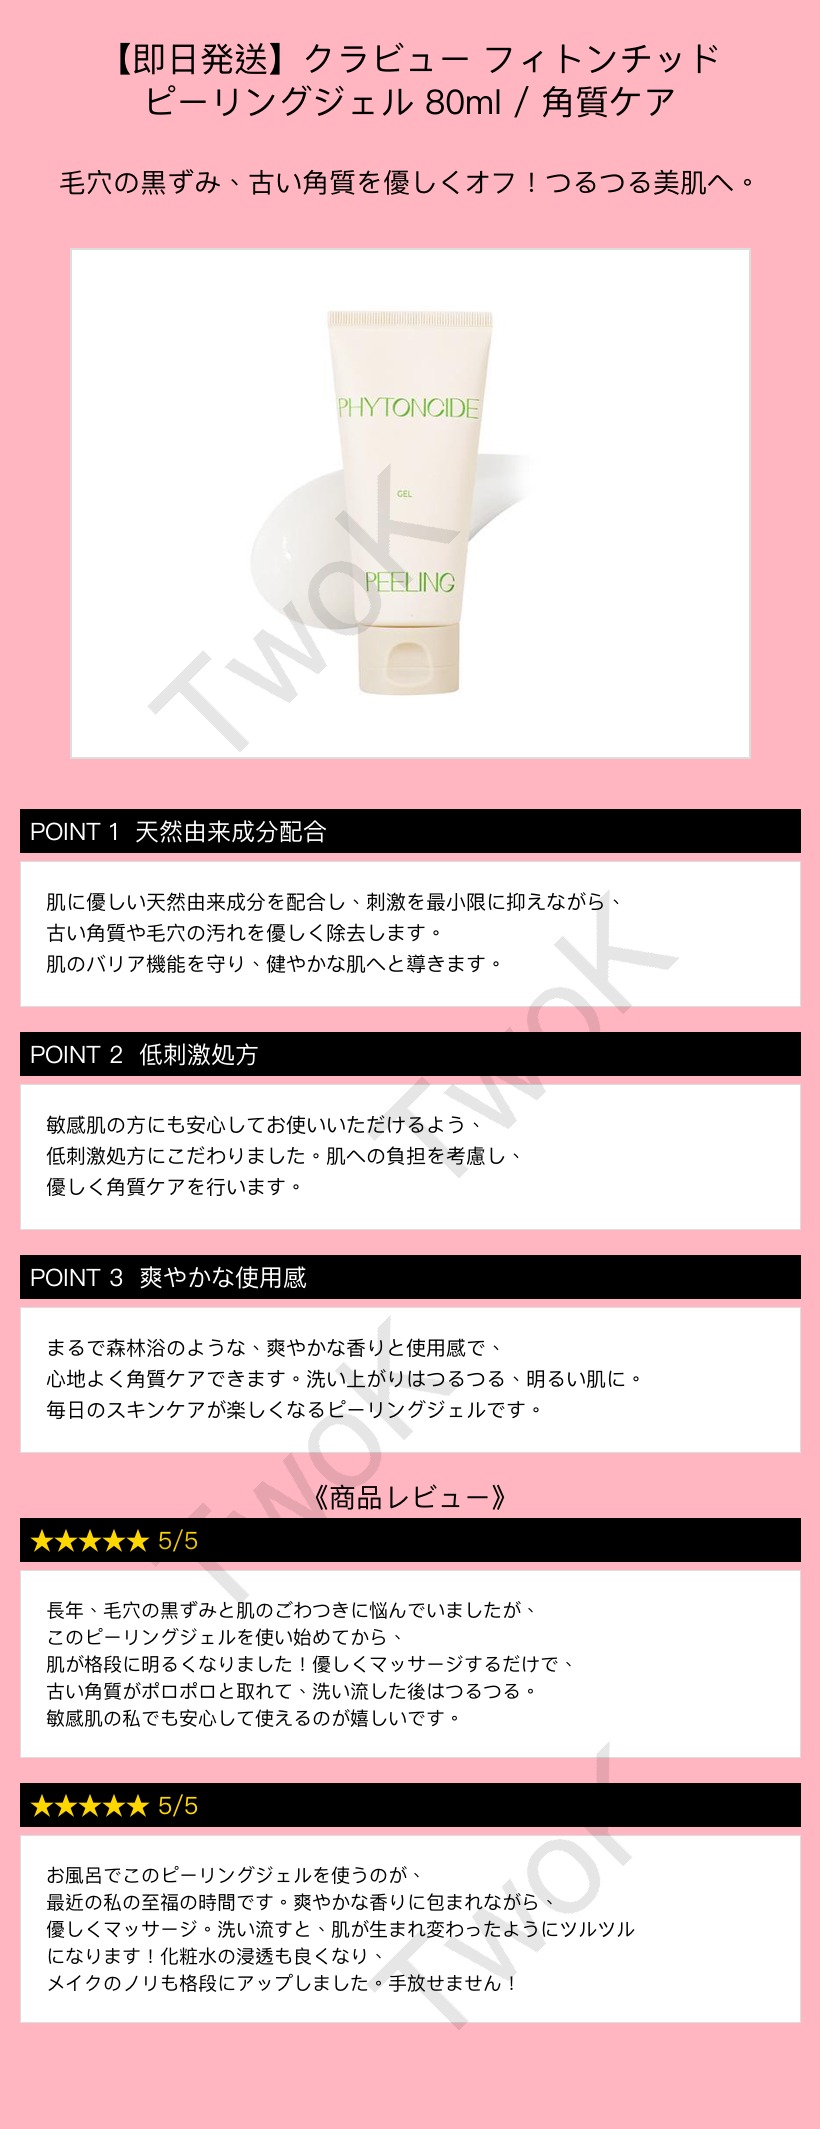 【即日発送】クラビュー フィトンチッド
ピーリングジェル 80ml / 角質ケア
毛穴の黒ずみ、古い角質を優しくオフ！つるつる美肌へ。
PHYTONCIDE
GEL
PEELING
TwoK
POINT 1 天然由来成分配合
肌に優しい天然由来成分を配合し、刺激を最小限に抑えながら、
古い角質や毛穴の汚れを優しく除去します。
肌のバリア機能を守り、健やかな肌へと導きます。
TwoK
POINT 2 低刺激処方
敏感肌の方にも安心してお使いいただけるよう、
低刺激処方にこだわりました。肌への負担を考慮し、
優しく角質ケアを行います。
POINT 3 爽やかな使用感
まるで森林浴のような、爽やかな香りと使用感で、
心地よく角質ケアできます。洗い上がりはつるつる、明るい肌に。
毎日のスキンケアが楽しくなるピーリングジェルです。
TwoK
《商品レビュー》
★★★★★ 5/5
長年、毛穴の黒ずみと肌のごわつきに悩んでいましたが、
このピーリングジェルを使い始めてから、
肌が格段に明るくなりました！優しくマッサージするだけで、
古い角質がポロポロと取れて、洗い流した後はつるつる。
敏感肌の私でも安心して使えるのが嬉しいです。
★★★★★ 5/5
お風呂でこのピーリングジェルを使うのが、
最近の私の至福の時間です。爽やかな香りに包まれながら、
優しくマッサージ。洗い流すと、肌が生まれ変わったようにツルツル
になります！化粧水の浸透も良くなり、
メイクのノリも格段にアップしました。手放せません！
TwoK